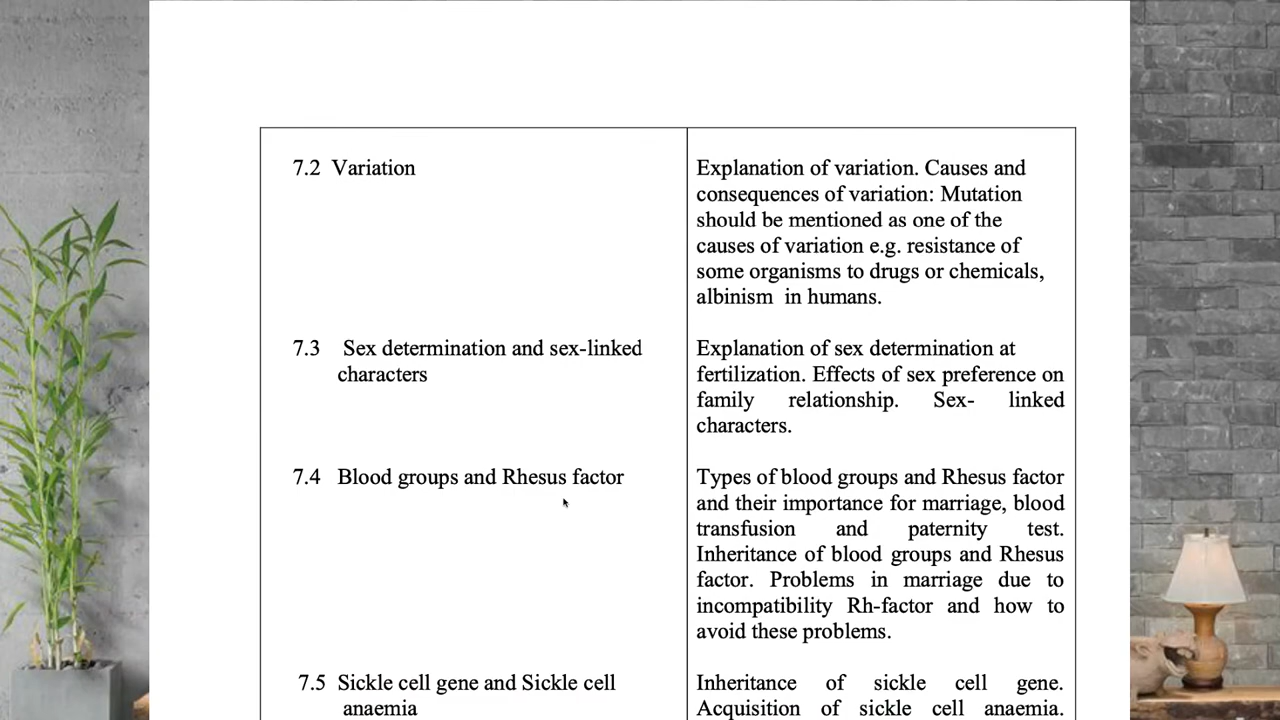 7.2 Variation
Explanation of variation. Causes and
consequences of variation: Mutation
should be mentioned as one of the
causes of variation e.g. resistance of
some organisms to drugs or chemicals,
albinism in humans.
7.3 Sex determination and sex-linked
characters
Explanation of sex determination at
fertilization. Effects of sex preference on
family relationship. Sex- linked
characters.
7.4 Blood groups and Rhesus factor
Types of blood groups and Rhesus factor
and their importance for marriage, blood
transfusion and paternity test.
Inheritance of blood groups and Rhesus
factor. Problems in marriage due to
incompatibility Rh-factor and how to
avoid these problems.
7.5 Sickle cell gene and Sickle cell
anaemia
Inheritance of sickle cell gene.
Acquisition of sickle cell anaemia.